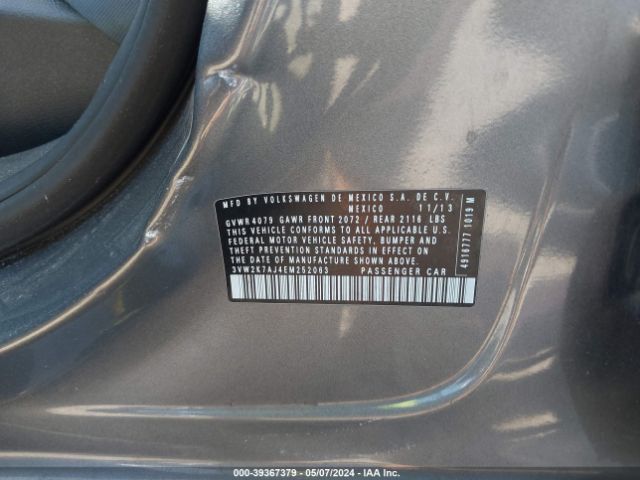 MFD BY VOLKSWAGEN DE MEXICO S.A. DE C.V.
MEXICO 11/13
GVWR 4079 GAWR FRONT 2072 / REAR 2116 LBS
THIS VEHICLE CONFORMS TO ALL APPLICABLE U.S.
FEDERAL MOTOR VEHICLE SAFETY, BUMPER AND
THEFT PREVENTION STANDARDS IN EFFECT ON
THE DATE OF MANUFACTURE SHOWN ABOVE.
3VW2K7AJ4EM252063 PASSENGER CAR
4916777 1019 M
000-39367379 - 05/07/2024 - IAA Inc.